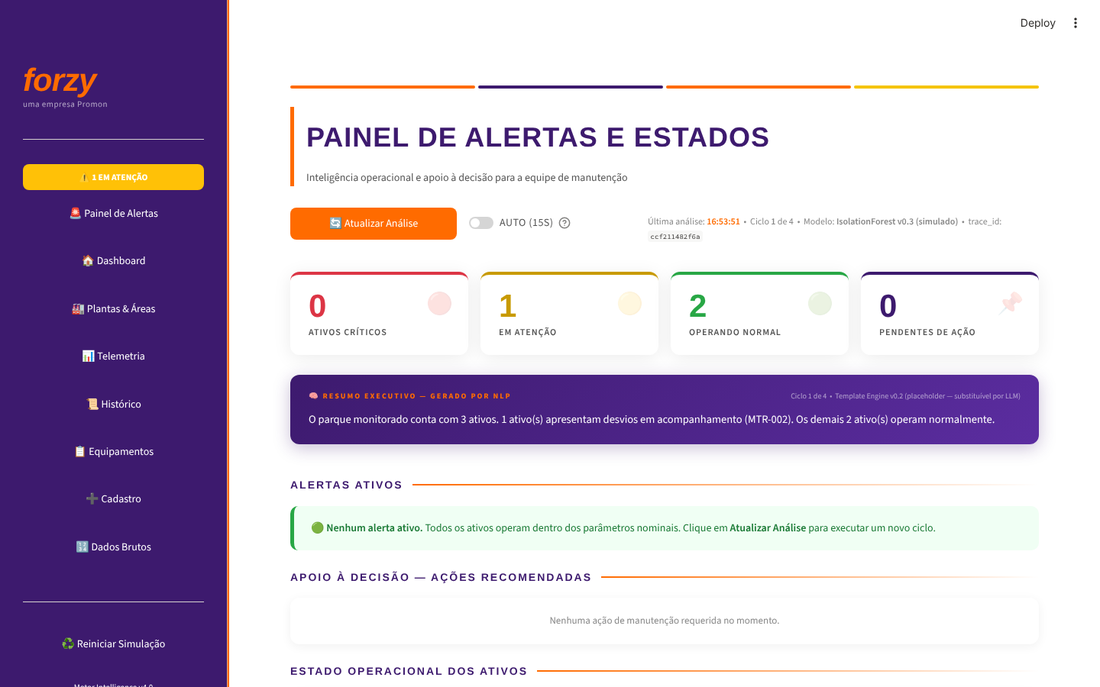 Deploy
forzy
uma empresa Promon
1 EM ATENÇÃO
Painel de Alertas
Dashboard
Plantas & Áreas
Telemetria
Histórico
Equipamentos
Cadastro
Dados Brutos
Reiniciar Simulação
PAINEL DE ALERTAS E ESTADOS
Inteligência operacional e apoio à decisão para a equipe de manutenção
Atualizar Análise
AUTO (15S)
Última análise: 16:53:51 • Ciclo 1 de 4 • Modelo: IsolationForest v0.3 (simulado) • trace_id:
ccf211482f6a
0
ATIVOS CRÍTICOS
1
EM ATENÇÃO
2
OPERANDO NORMAL
0
PENDENTES DE AÇÃO
RESUMO EXECUTIVO — GERADO POR NLP
Ciclo 1 de 4 • Template Engine v0.2 (placeholder — substituível por LLM)
O parque monitorado conta com 3 ativos. 1 ativo(s) apresentam desvios em acompanhamento (MTR-002). Os demais 2 ativo(s) operam normalmente.
ALERTAS ATIVOS
Nenhum alerta ativo. Todos os ativos operam dentro dos parâmetros nominais. Clique em Atualizar Análise para executar um novo ciclo.
APOIO À DECISÃO — AÇÕES RECOMENDADAS
Nenhuma ação de manutenção requerida no momento.
ESTADO OPERACIONAL DOS ATIVOS